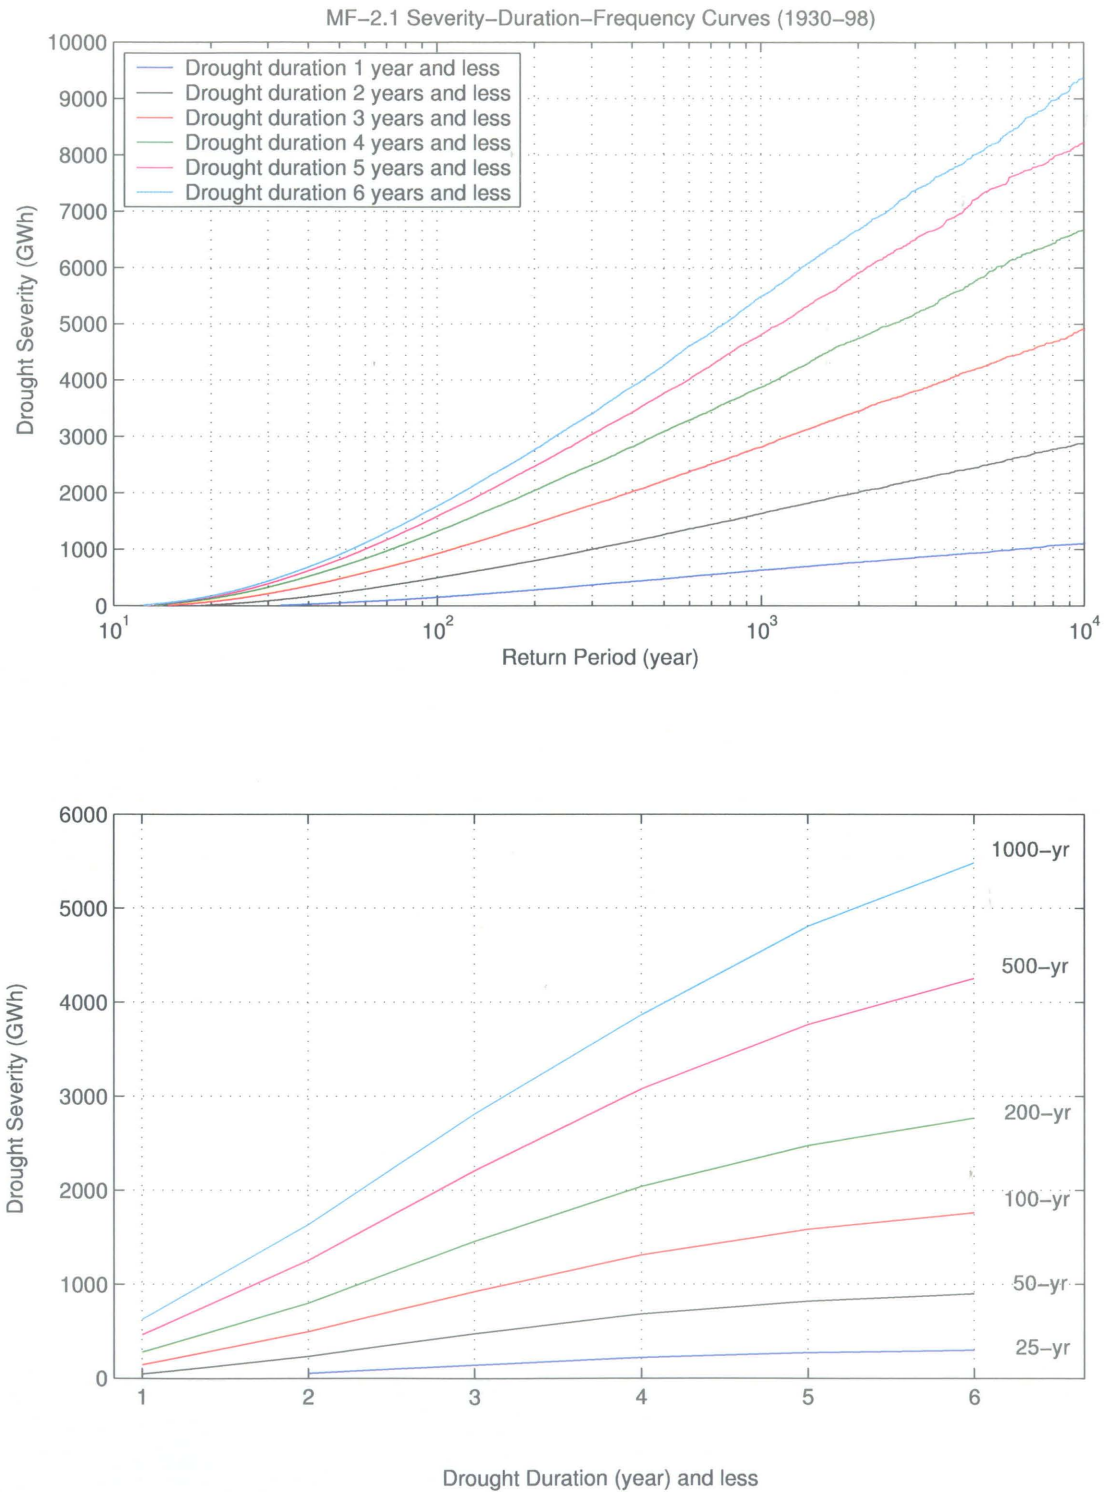 MF−2.1 Severity−Duration−Frequency Curves (1930−98)
10000
9000
8000
7000
6000
5000
4000
3000
2000
1000
0
Drought Severity (GWh)
Drought duration 1 year and less
Drought duration 2 years and less
Drought duration 3 years and less
Drought duration 4 years and less
Drought duration 5 years and less
Drought duration 6 years and less
10¹ 10² 10³ 10⁴
Return Period (year)
6000
5000
4000
3000
2000
1000
0
Drought Severity (GWh)
1000−yr
500−yr
200−yr
100−yr
50−yr
25−yr
1 2 3 4 5 6
Drought Duration (year) and less